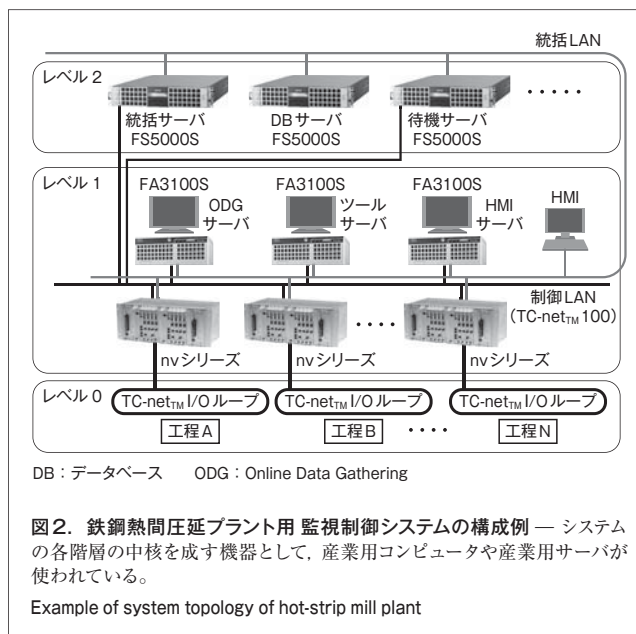 統括LAN
レベル 2
統括サーバ
FS5000S
DBサーバ
FS5000S
待機サーバ
FS5000S
レベル 1
FA3100S
ODG
サーバ
FA3100S
ツール
サーバ
FA3100S
HMI
サーバ
HMI
制御LAN
(TC-netTM 100)
nvシリーズ
nvシリーズ
nvシリーズ
レベル 0
TC-netTM I/Oループ
TC-netTM I/Oループ
TC-netTM I/Oループ
工程A
工程B
工程N
DB:データベース ODG:Online Data Gathering
図2. 鉄鋼熱間圧延プラント用 監視制御システムの構成例 — システム
の各階層の中核を成す機器として,産業用コンピュータや産業用サーバが
使われている。
Example of system topology of hot-strip mill plant